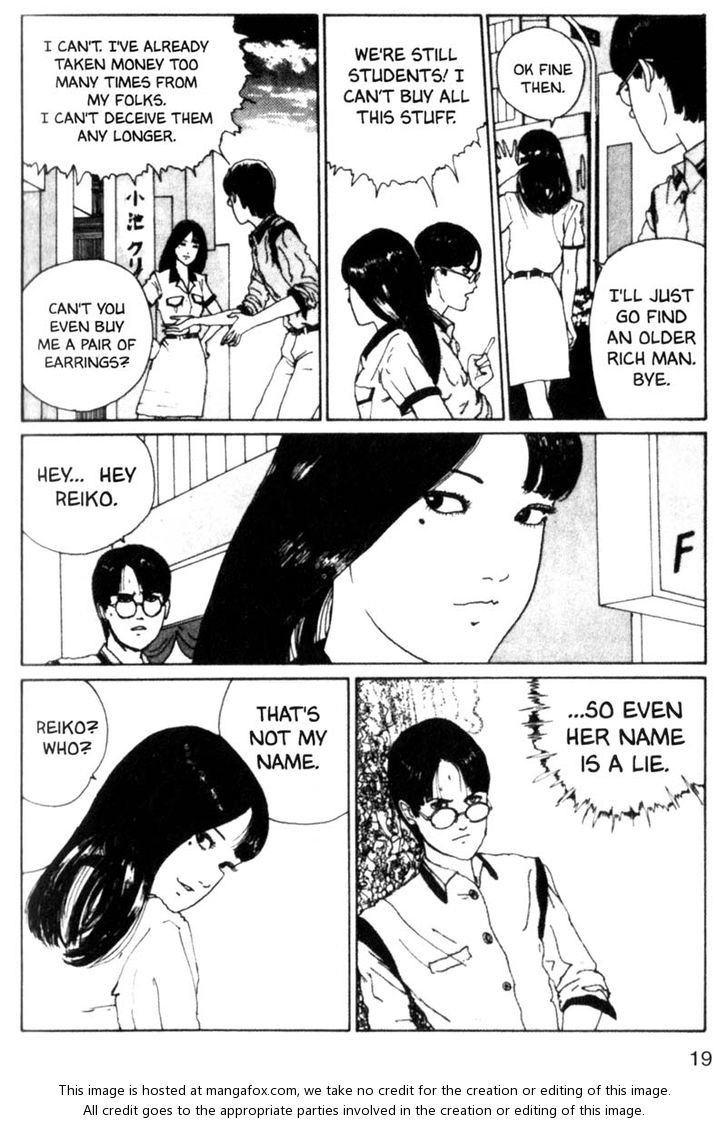 I CAN'T. I'VE ALREADY
TAKEN MONEY TOO
MANY TIMES FROM
MY FOLKS.
I CAN'T DECEIVE THEM
ANY LONGER.
小池クリ
CAN'T YOU
EVEN BUY
ME A PAIR OF
EARRINGS?
WE'RE STILL
STUDENTS! I
CAN'T BUY ALL
THIS STUFF.
OK FINE
THEN.
I'LL JUST
GO FIND
AN OLDER
RICH MAN.
BYE.
HEY... HEY
REIKO.
F
REIKO?
WHO?
THAT'S
NOT MY
NAME.
...SO EVEN
HER NAME
IS A LIE.
19
This image is hosted at mangafox.com, we take no credit for the creation or editing of this image.
All credit goes to the appropriate parties involved in the creation or editing of this image.